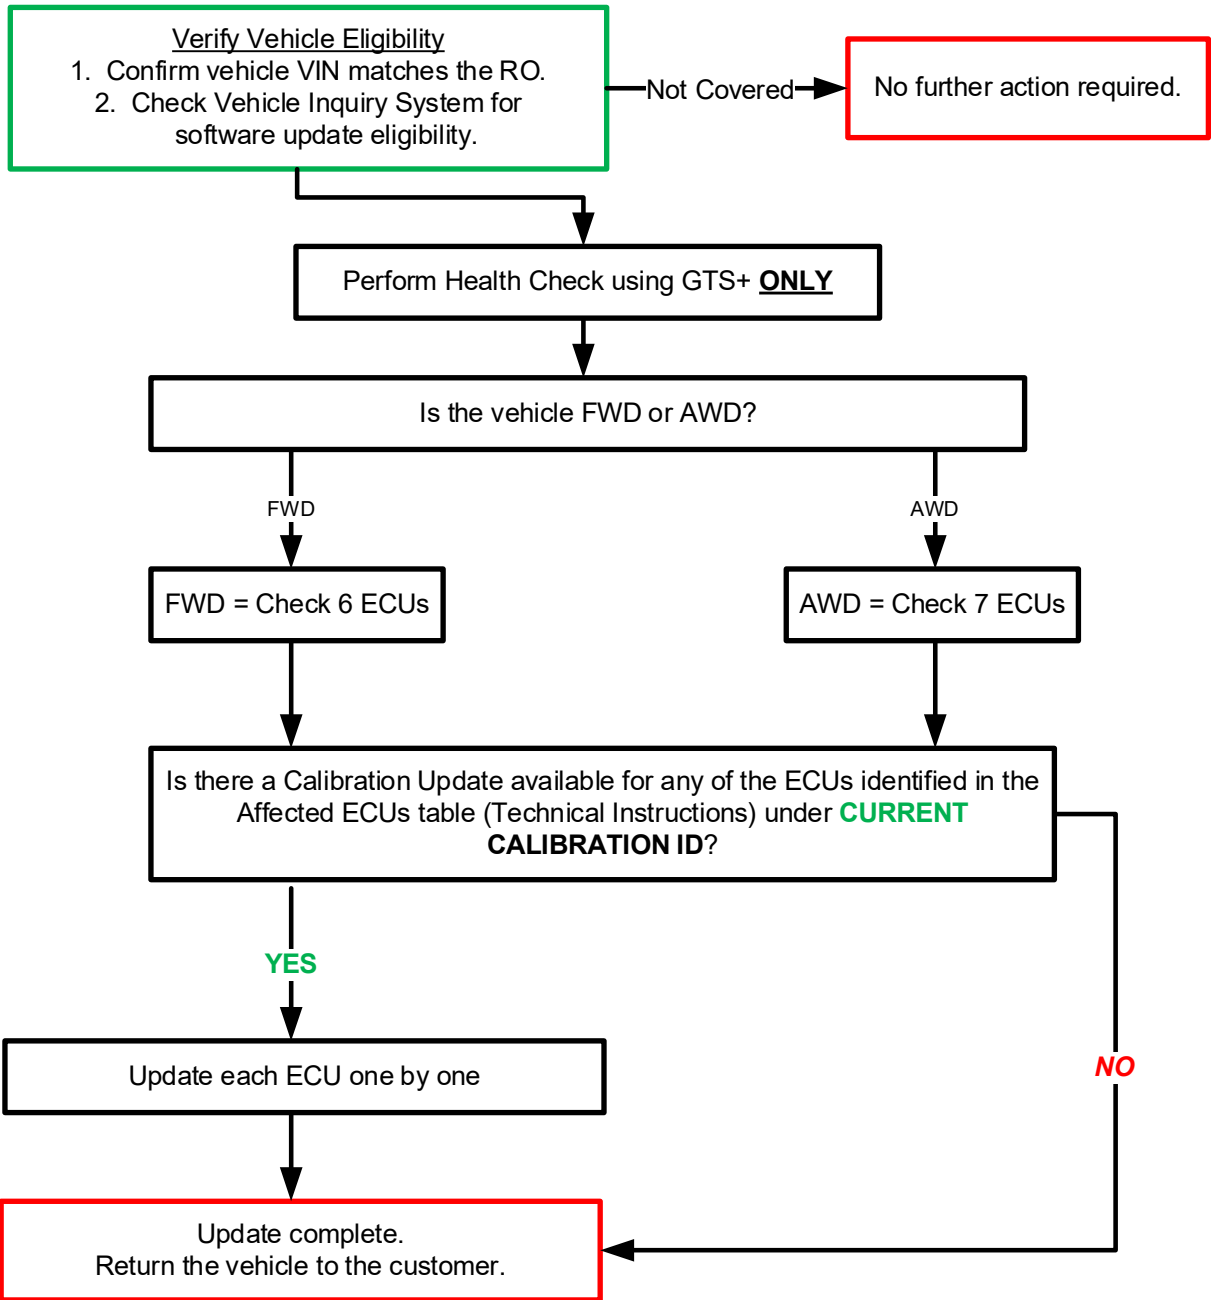 Verify Vehicle Eligibility
1. Confirm vehicle VIN matches the RO.
2. Check Vehicle Inquiry System for
software update eligibility.
Not Covered
No further action required.
Perform Health Check using GTS+ ONLY
Is the vehicle FWD or AWD?
FWD
AWD
FWD = Check 6 ECUs
AWD = Check 7 ECUs
Is there a Calibration Update available for any of the ECUs identified in the
Affected ECUs table (Technical Instructions) under CURRENT
CALIBRATION ID?
YES
Update each ECU one by one
NO
Update complete.
Return the vehicle to the customer.